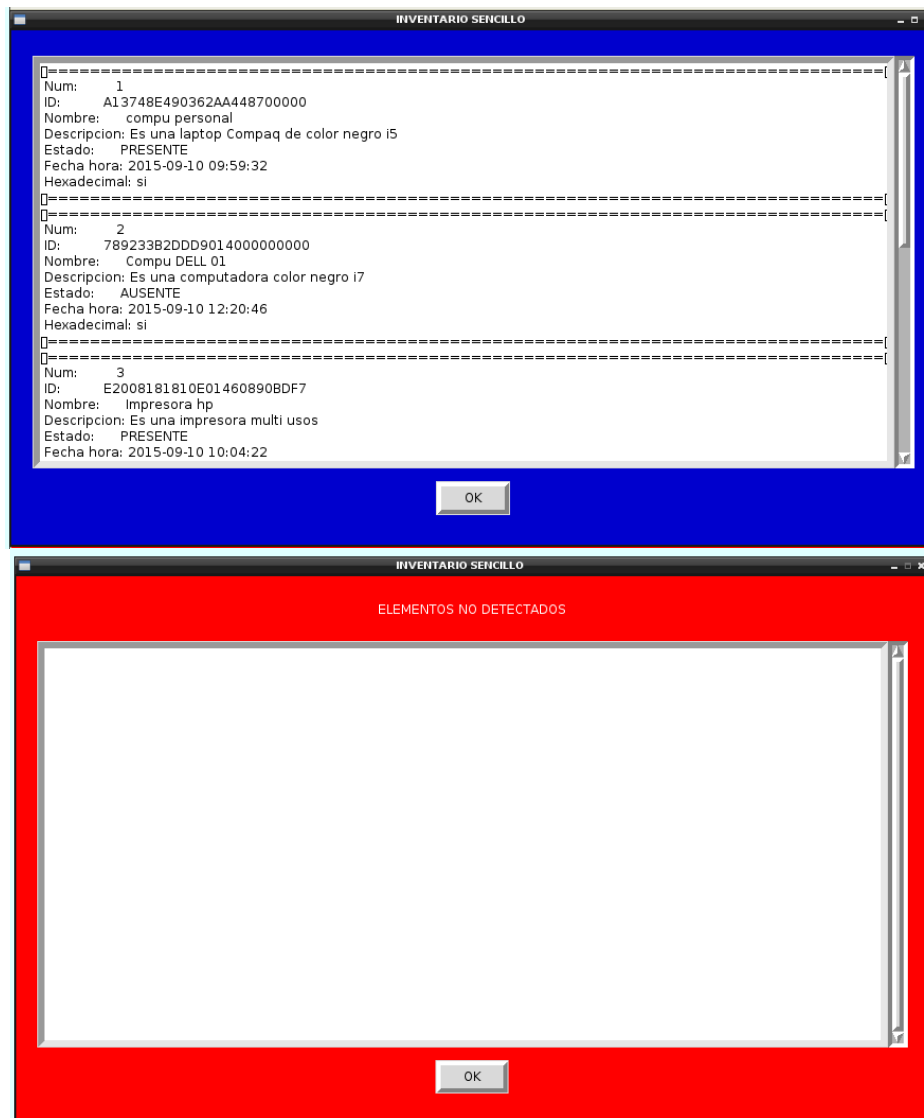 INVENTARIO SENCILLO
▯================================================================================[
Num: 1
ID: A13748E490362AA448700000
Nombre: compu personal
Descripcion: Es una laptop Compaq de color negro i5
Estado: PRESENTE
Fecha hora: 2015-09-10 09:59:32
Hexadecimal: si
▯================================================================================[
▯================================================================================[
Num: 2
ID: 789233B2DDD9014000000000
Nombre: Compu DELL 01
Descripcion: Es una computadora color negro i7
Estado: AUSENTE
Fecha hora: 2015-09-10 12:20:46
Hexadecimal: si
▯================================================================================[
▯================================================================================[
Num: 3
ID: E2008181810E01460890BDF7
Nombre: Impresora hp
Descripcion: Es una impresora multi usos
Estado: PRESENTE
Fecha hora: 2015-09-10 10:04:22
OK
INVENTARIO SENCILLO
ELEMENTOS NO DETECTADOS
OK